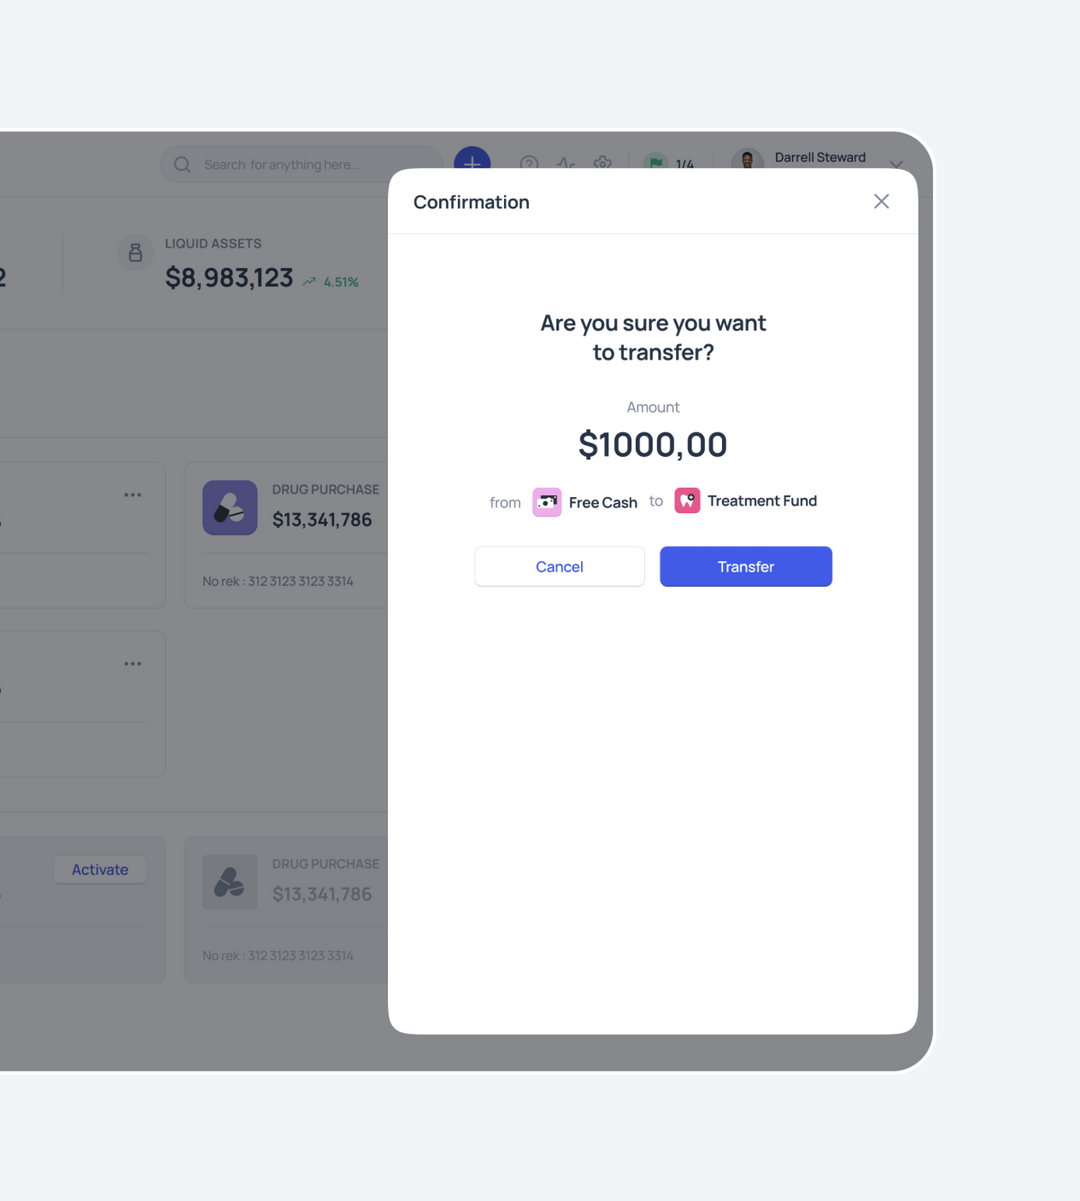 Search for anything here...
1/4
Darrell Steward
Confirmation
2
LIQUID ASSETS
$8,983,123
4.51%
Are you sure you want
to transfer?
Amount
$1000,00
from Free Cash to Treatment Fund
Cancel
Transfer
DRUG PURCHASE
$13,341,786
No rek : 312 3123 3123 3314
Activate
DRUG PURCHASE
$13,341,786
No rek : 312 3123 3123 3314